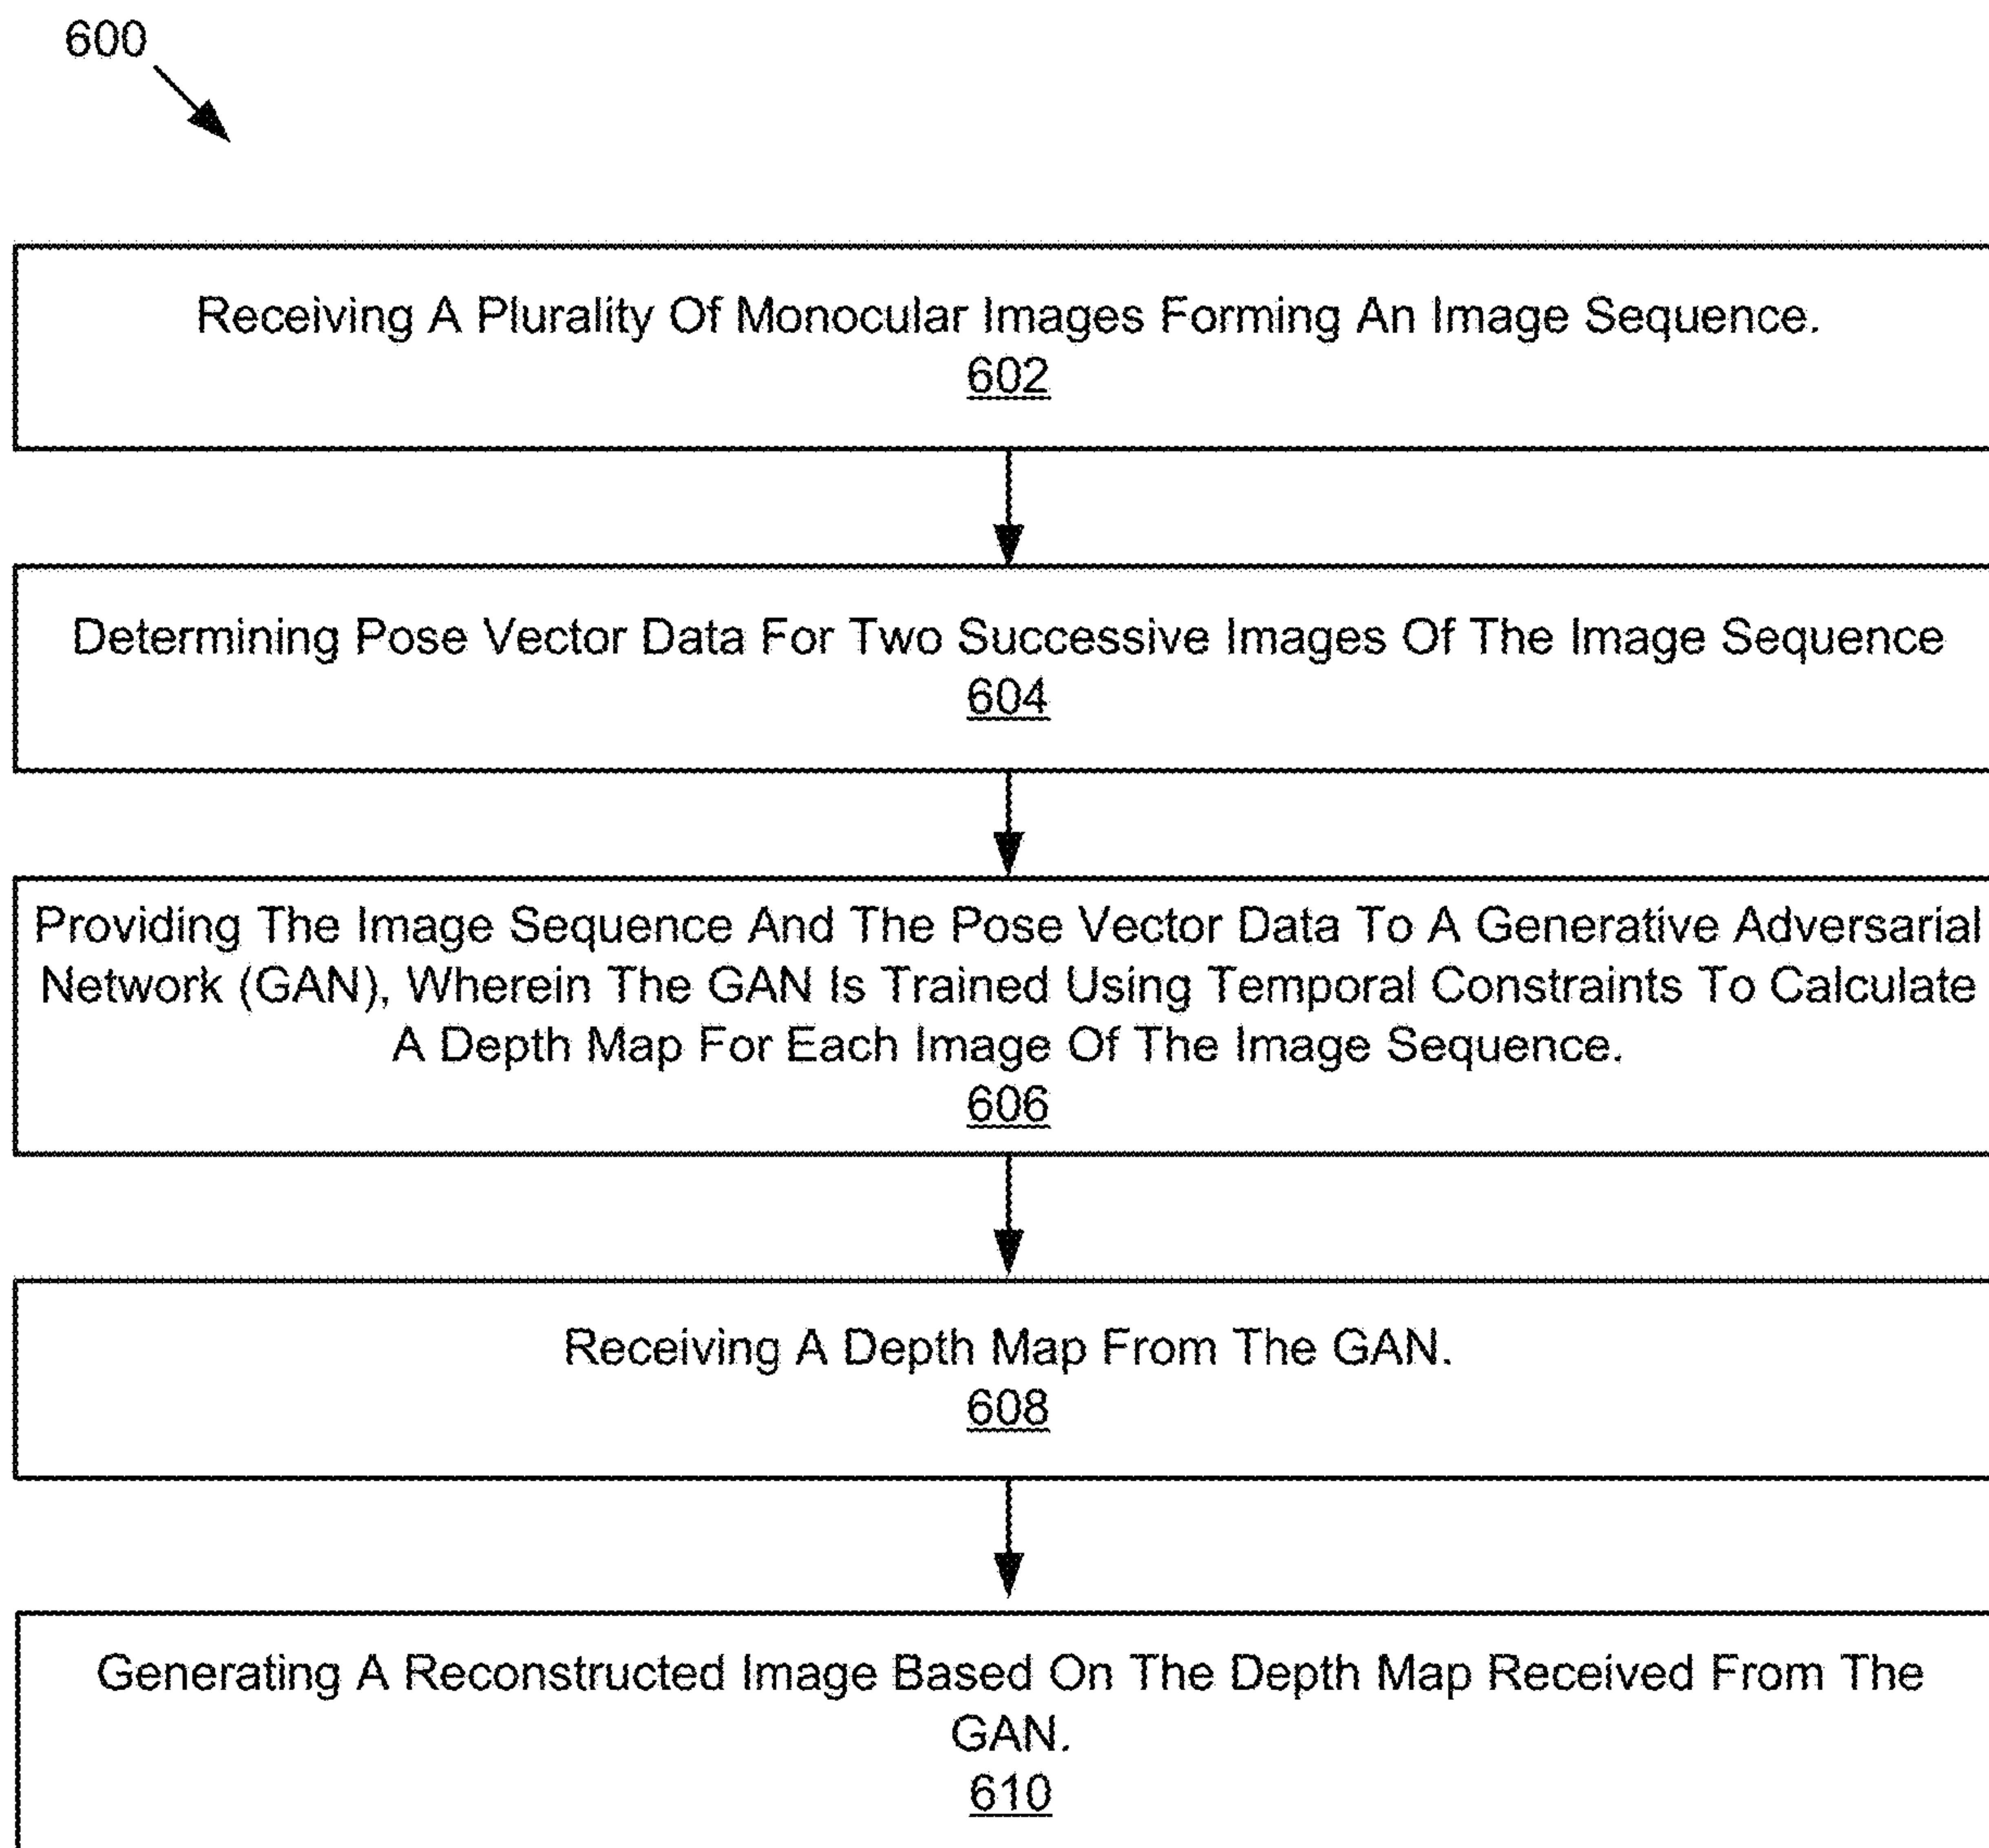 600
Receiving A Plurality Of Monocular Images Forming An Image Sequence.
602
Determining Pose Vector Data For Two Successive Images Of The Image Sequence
604
Providing The Image Sequence And The Pose Vector Data To A Generative Adversarial
Network (GAN), Wherein The GAN Is Trained Using Temporal Constraints To Calculate
A Depth Map For Each Image Of The Image Sequence.
606
Receiving A Depth Map From The GAN.
608
Generating A Reconstructed Image Based On The Depth Map Received From The
GAN.
610